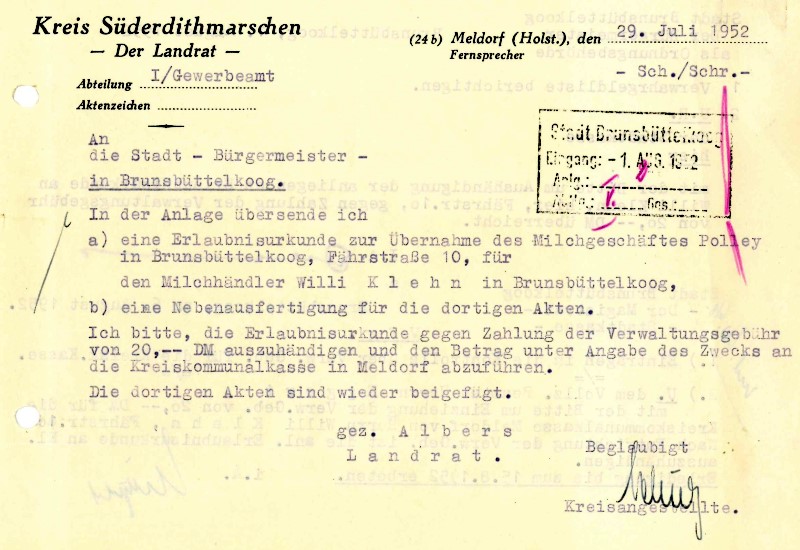 Kreis Süderdithmarschen
— Der Landrat —
(24b) Meldorf (Holst.), den 29. Juli 1952
Fernsprecher
Abteilung I/Gewerbeamt
- Sch./Schr.-
Aktenzeichen
An
die Stadt - Bürgermeister -
in Brunsbüttelkoog.
Stadt Brunsbüttelkoog
Eingang: - 1. AUG. 1952
Anlg.:
Abtlg.: I. Ges.:
In der Anlage übersende ich
a) eine Erlaubnisurkunde zur Übernahme des Milchgeschäftes Polley
in Brunsbüttelkoog, Fährstraße 10, für
den Milchhändler Willi K l e h n in Brunsbüttelkoog,
b) eine Nebenausfertigung für die dortigen Akten.
Ich bitte, die Erlaubnisurkunde gegen Zahlung der Verwaltungsgebühr
von 20,-- DM auszuhändigen und den Betrag unter Angabe des Zwecks an
die Kreiskommunalkasse in Meldorf abzuführen.
Die dortigen Akten sind wieder beigefügt.
gez. A l b e r s
L a n d r a t .
Beglaubigt
Kreisangestellte.